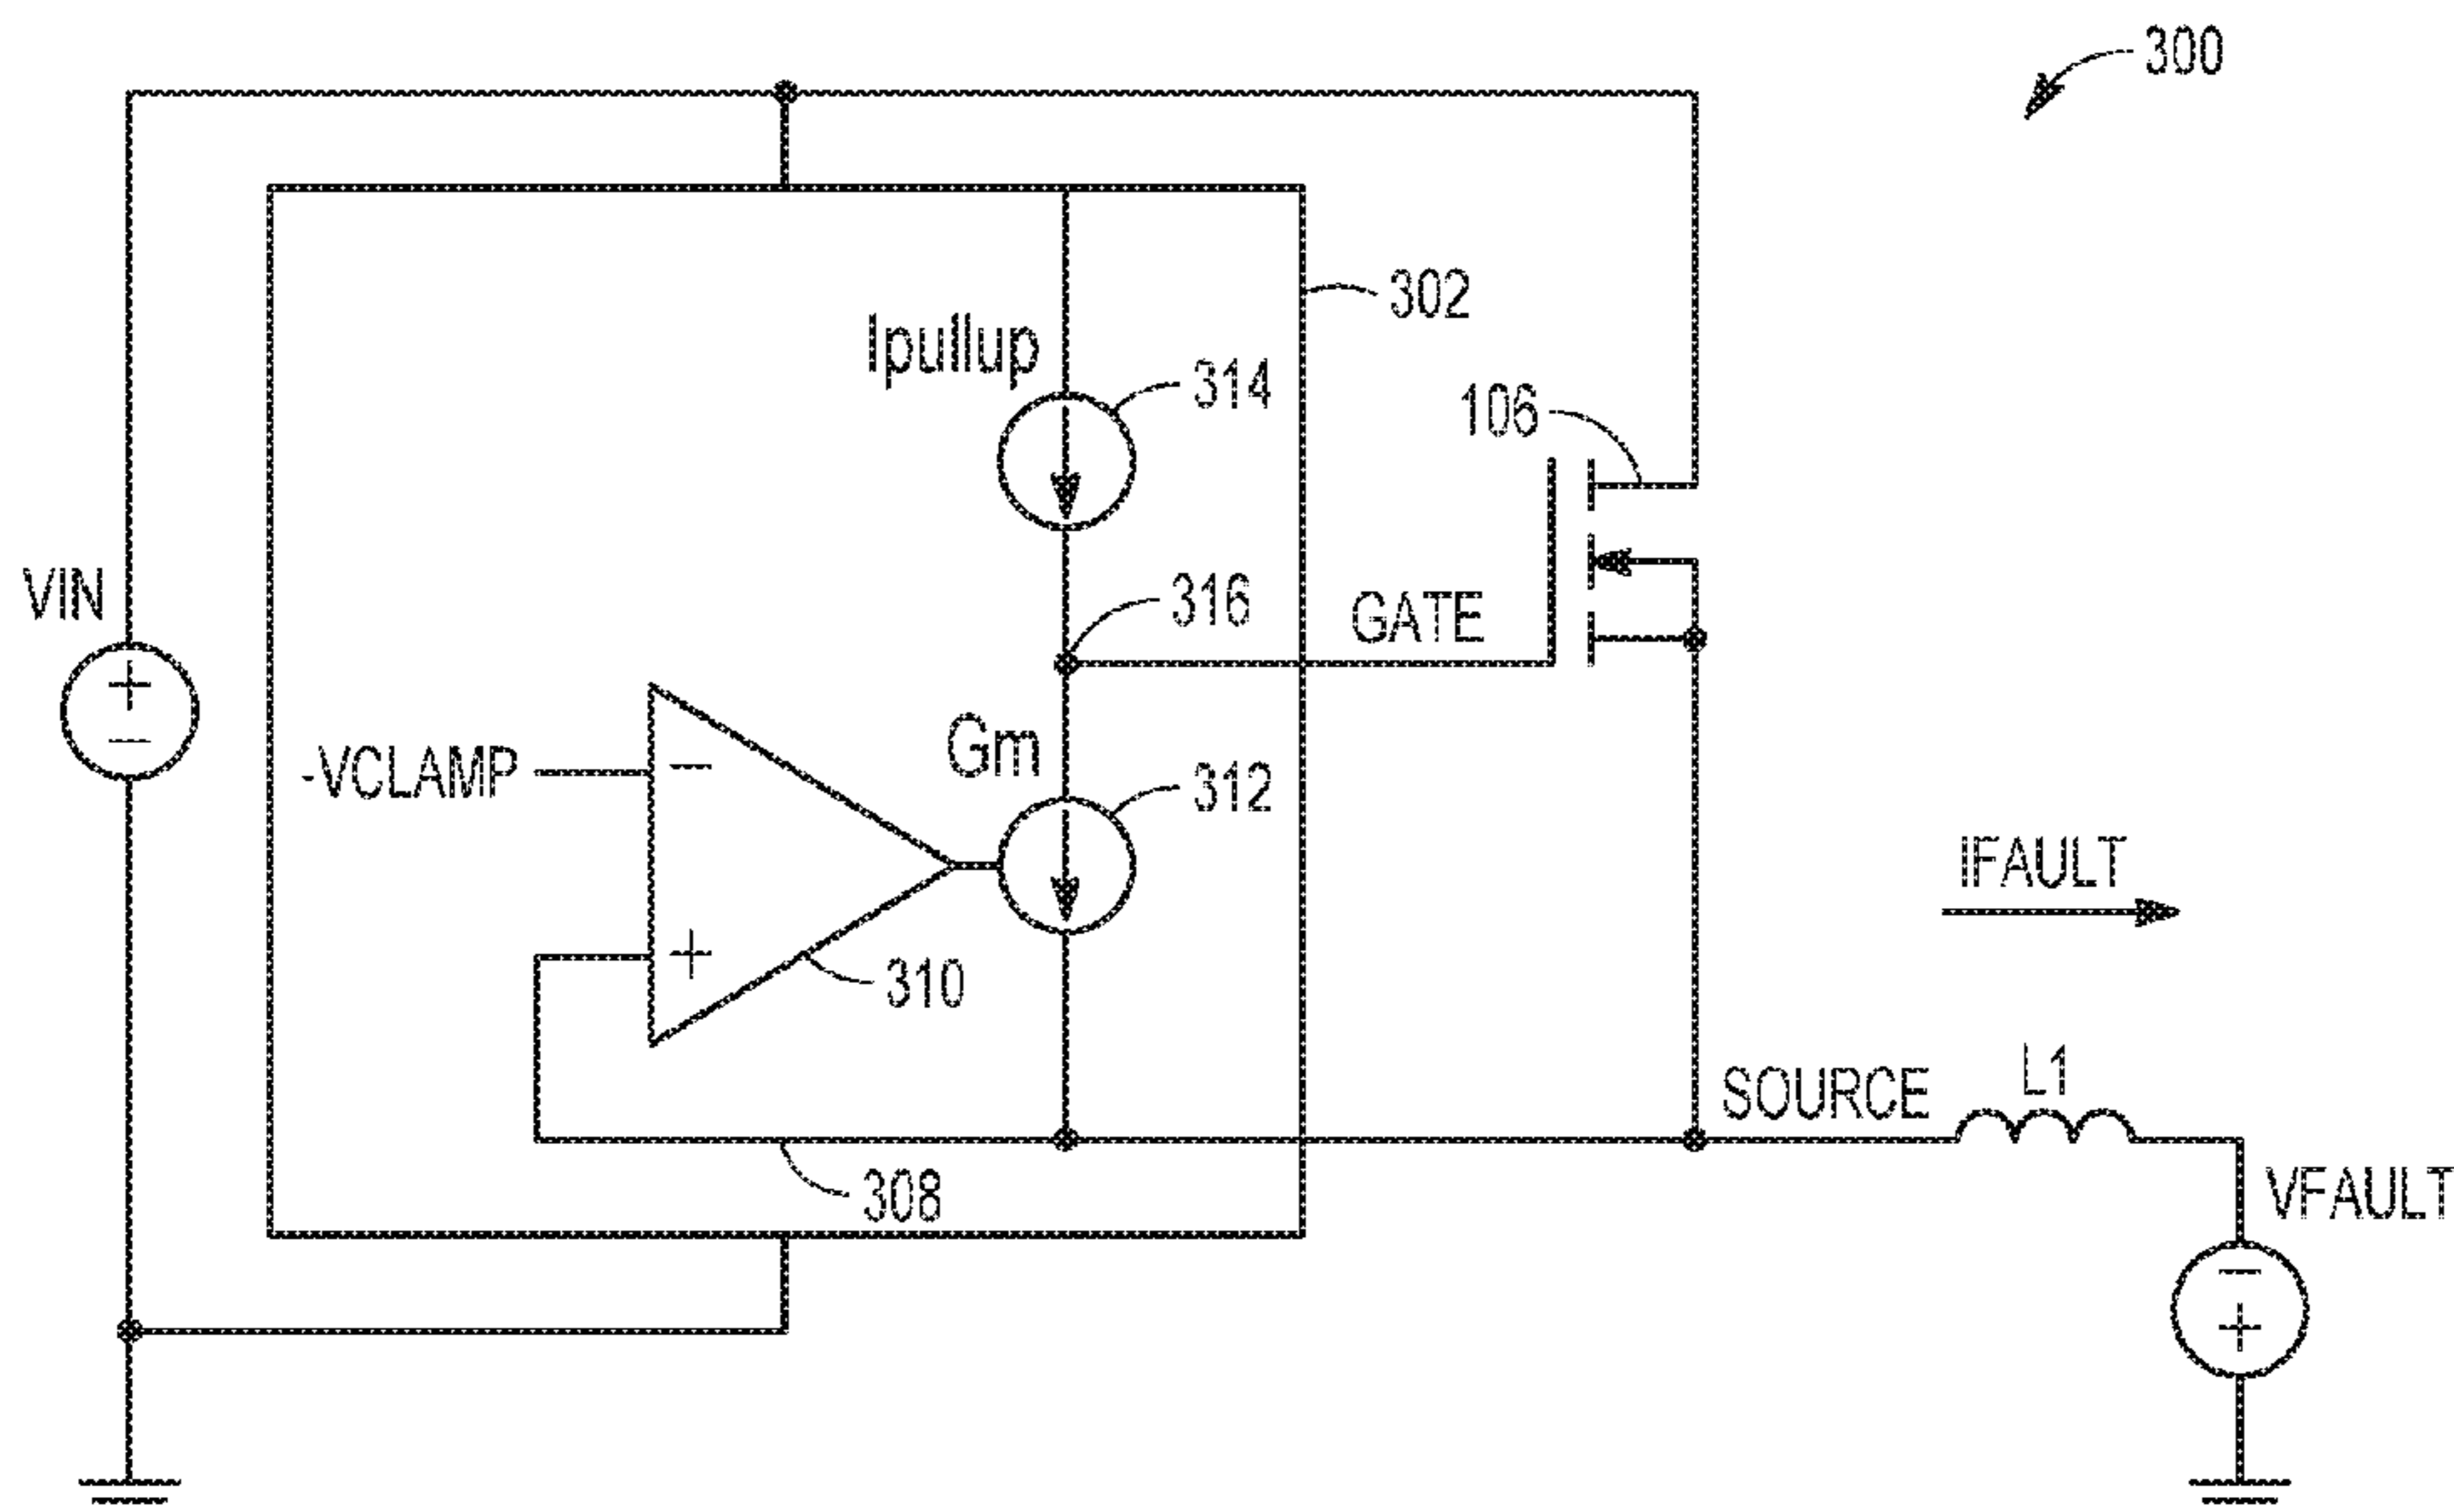 300
302
Ipullup
314
106
VIN
316
GATE
Gm
-VCLAMP
312
−
+
310
IFAULT
SOURCE
L1
308
VFAULT
+
−
−
+